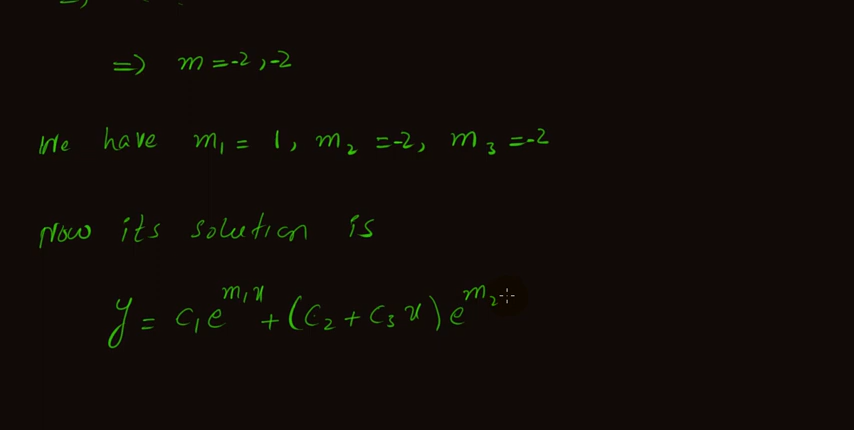 => m = -2, -2
We have m₁ = 1, m₂ = -2, m₃ = -2
Now its solution is
y = c₁e^{m₁x} + (c₂ + c₃x)e^{m₂